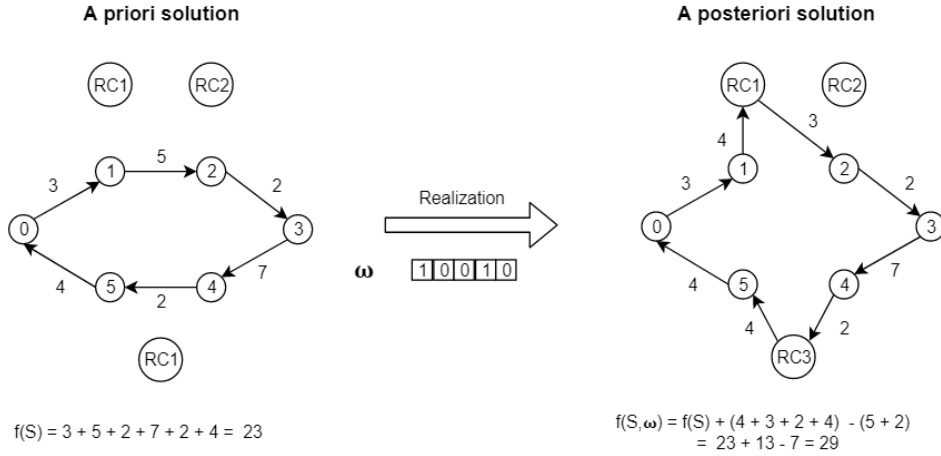 A priori solution
A posteriori solution
RC1 RC2
RC1 RC2
5
1 2
3 2
0 3
4 7
5 2 4
RC1
Realization
ω 1 0 0 1 0
4 3
1 2
3 2
0 3
4 7
5 4
4 2
RC3
f(S) = 3 + 5 + 2 + 7 + 2 + 4 = 23
f(S, ω) = f(S) + (4 + 3 + 2 + 4) - (5 + 2)
= 23 + 13 - 7 = 29